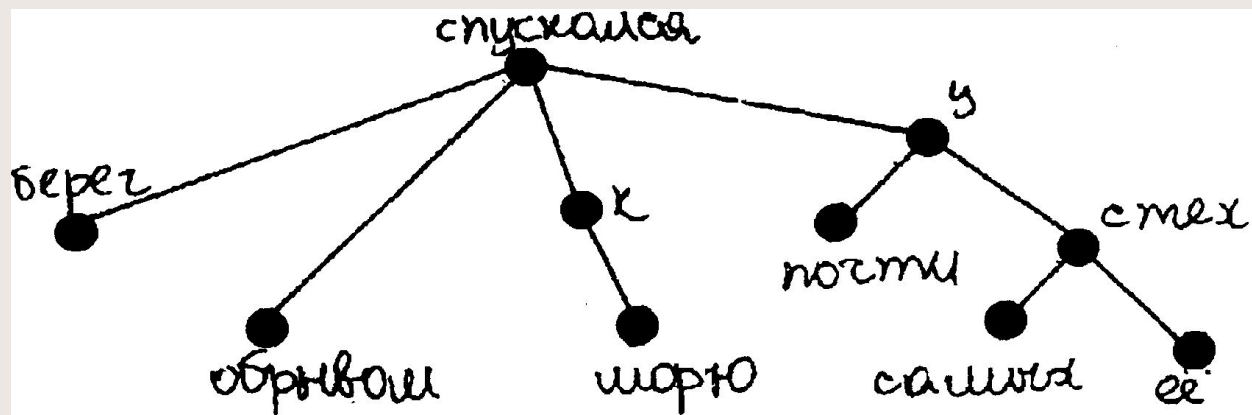 спускался
у
берег
к
стех
почти
обрывом
морю
самых
её